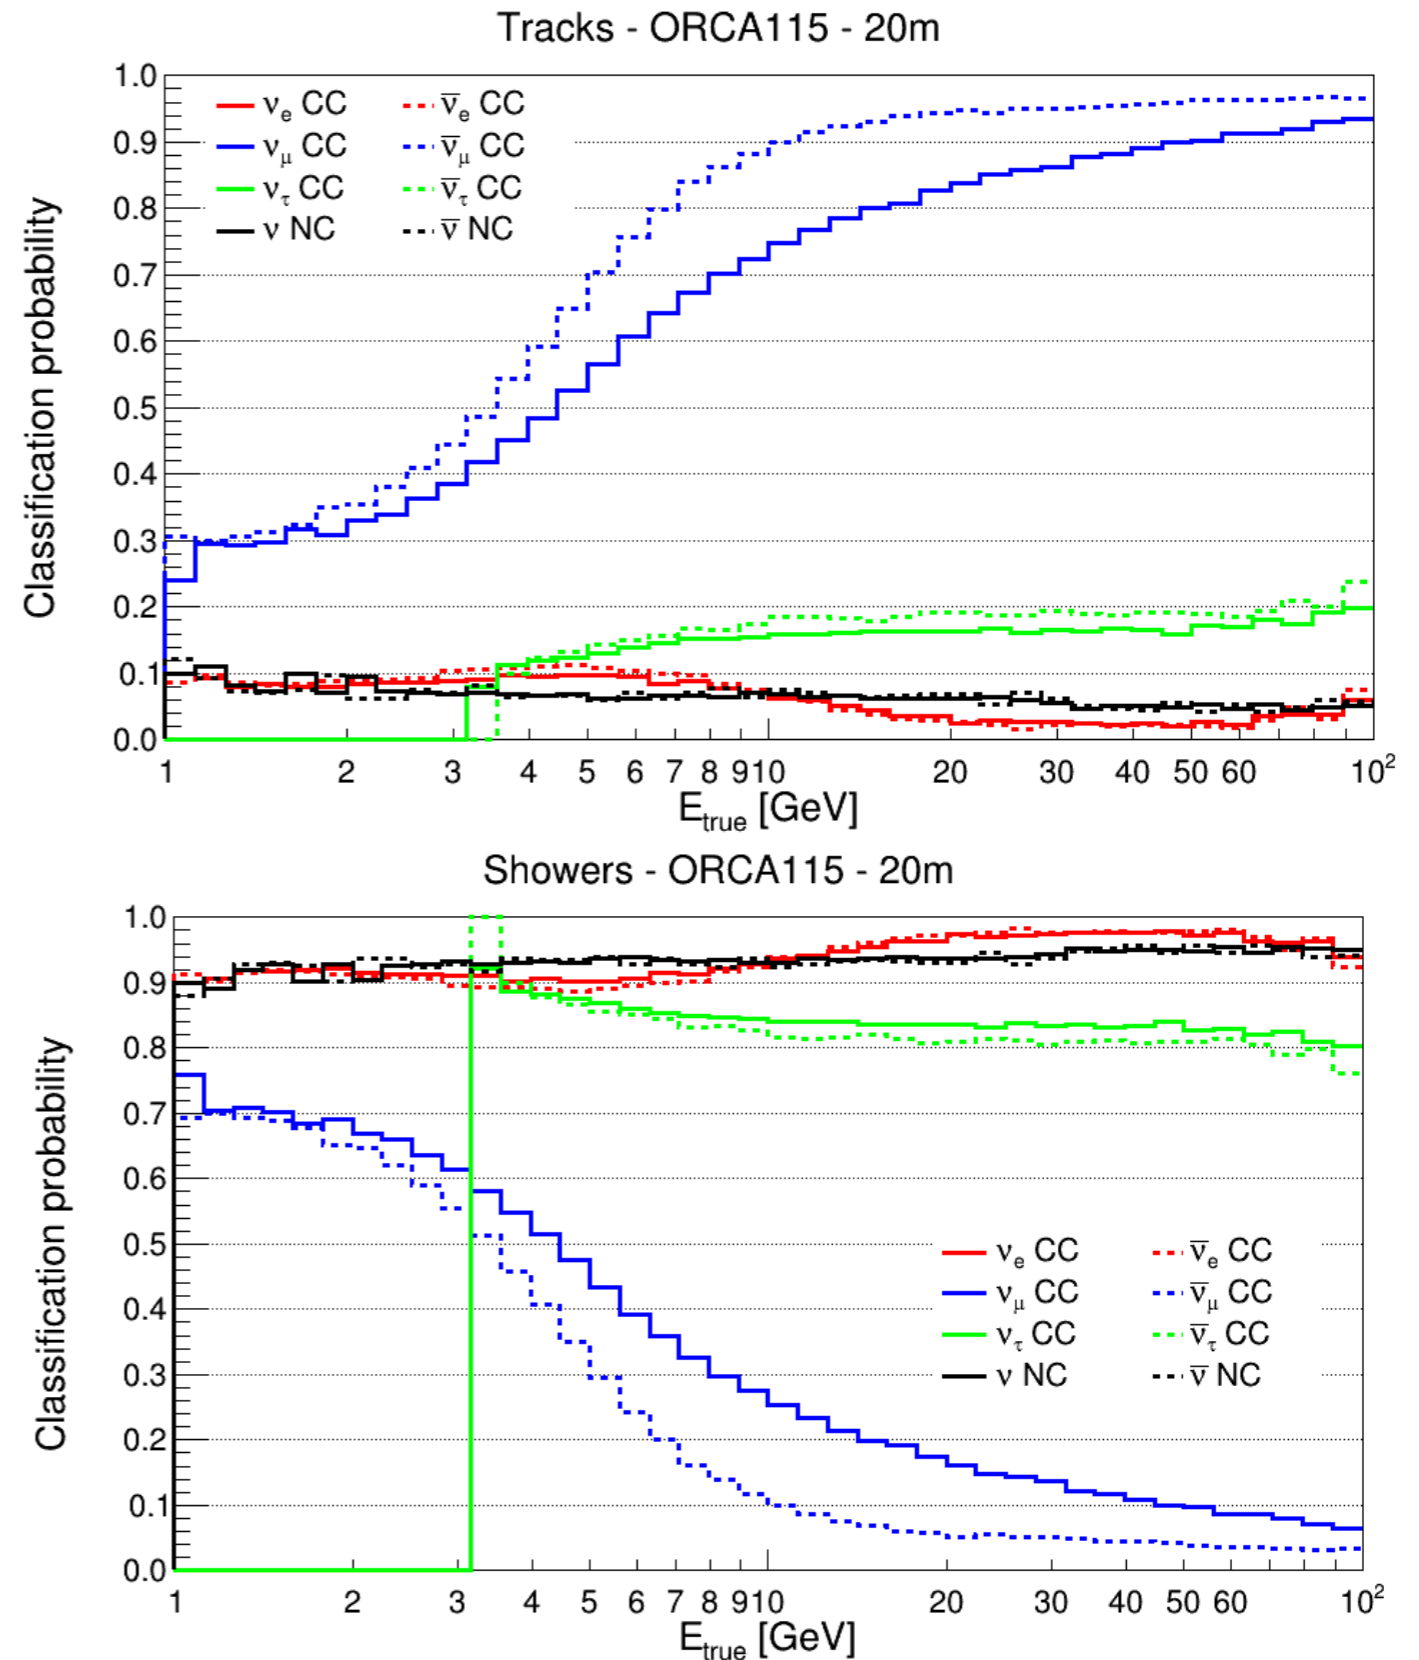 Tracks - ORCA115 - 20m
Classification probability
1.0
0.9
0.8
0.7
0.6
0.5
0.4
0.3
0.2
0.1
0.0
νe CC ν̅e CC
νμ CC ν̅μ CC
ντ CC ν̅τ CC
ν NC ν̅ NC
1 2 3 4 5 6 7 8 9 10 20 30 40 50 60 10²
Etrue [GeV]
Showers - ORCA115 - 20m
Classification probability
1.0
0.9
0.8
0.7
0.6
0.5
0.4
0.3
0.2
0.1
0.0
νe CC ν̅e CC
νμ CC ν̅μ CC
ντ CC ν̅τ CC
ν NC ν̅ NC
1 2 3 4 5 6 7 8 9 10 20 30 40 50 60 10²
Etrue [GeV]